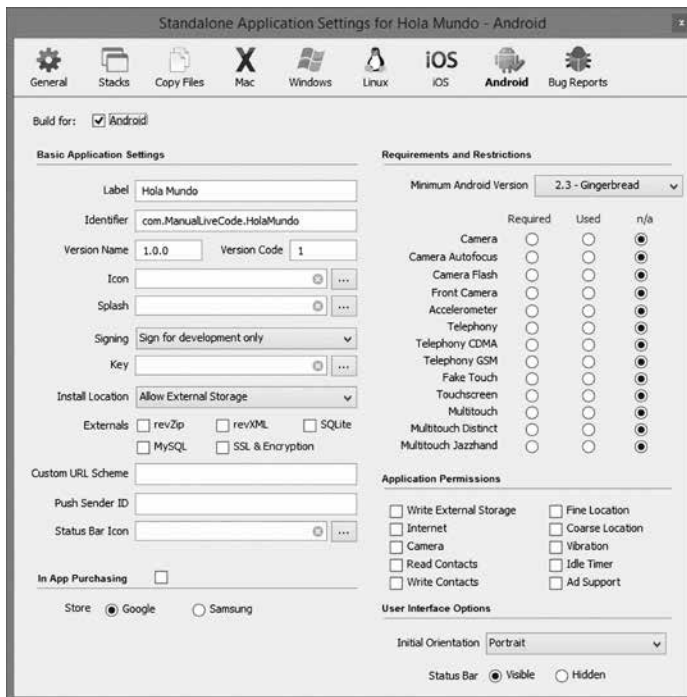 Standalone Application Settings for Hola Mundo - Android
x
General Stacks Copy Files Mac Windows Linux iOS Android Bug Reports
iOS
Build for: Android
Basic Application Settings
Label Hola Mundo
Identifier com.ManualLiveCode.HolaMundo
Version Name 1.0.0 Version Code 1
Icon ...
Splash ...
Signing Sign for development only
Key ...
Install Location Allow External Storage
Externals revZip revXML SQLite
MySQL SSL & Encryption
Custom URL Scheme
Push Sender ID
Status Bar Icon ...
In App Purchasing
Store Google Samsung
Requirements and Restrictions
Minimum Android Version 2.3 - Gingerbread
Required Used n/a
Camera
Camera Autofocus
Camera Flash
Front Camera
Accelerometer
Telephony
Telephony CDMA
Telephony GSM
Fake Touch
Touchscreen
Multitouch
Multitouch Distinct
Multitouch Jazzhand
Application Permissions
Write External Storage Fine Location
Internet Coarse Location
Camera Vibration
Read Contacts Idle Timer
Write Contacts Ad Support
User Interface Options
Initial Orientation Portrait
Status Bar Visible Hidden